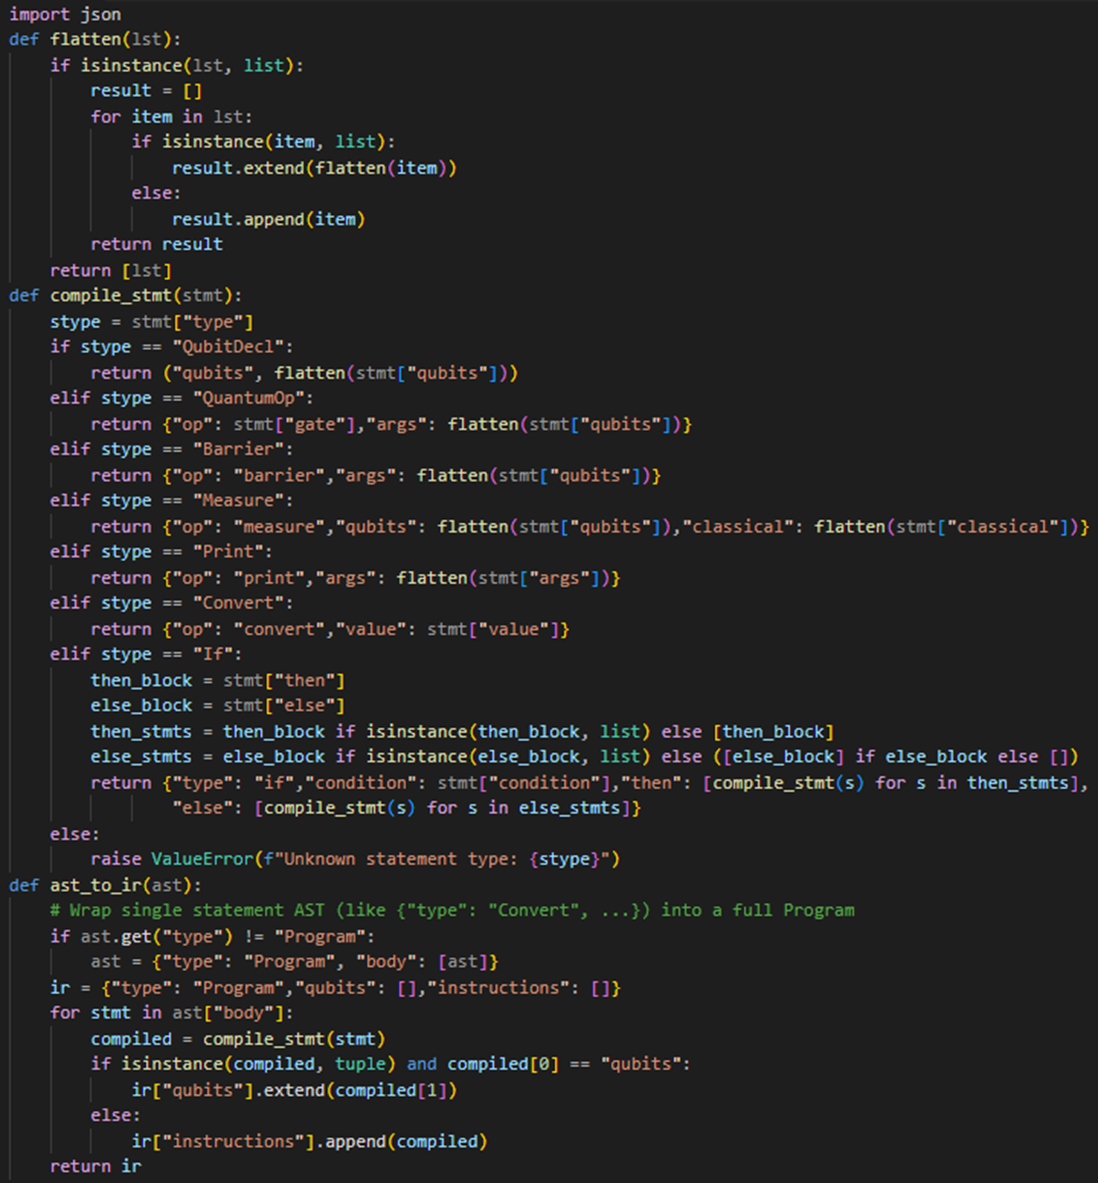 import json
def flatten(lst):
    if isinstance(lst, list):
        result = []
        for item in lst:
            if isinstance(item, list):
                result.extend(flatten(item))
            else:
                result.append(item)
        return result
    return [lst]
def compile_stmt(stmt):
    stype = stmt["type"]
    if stype == "QubitDecl":
        return ("qubits", flatten(stmt["qubits"]))
    elif stype == "QuantumOp":
        return {"op": stmt["gate"],"args": flatten(stmt["qubits"])}
    elif stype == "Barrier":
        return {"op": "barrier","args": flatten(stmt["qubits"])}
    elif stype == "Measure":
        return {"op": "measure","qubits": flatten(stmt["qubits"]),"classical": flatten(stmt["classical"])}
    elif stype == "Print":
        return {"op": "print","args": flatten(stmt["args"])}
    elif stype == "Convert":
        return {"op": "convert","value": stmt["value"]}
    elif stype == "If":
        then_block = stmt["then"]
        else_block = stmt["else"]
        then_stmts = then_block if isinstance(then_block, list) else [then_block]
        else_stmts = else_block if isinstance(else_block, list) else ([else_block] if else_block else [])
        return {"type": "if","condition": stmt["condition"],"then": [compile_stmt(s) for s in then_stmts],
                "else": [compile_stmt(s) for s in else_stmts]}
    else:
        raise ValueError(f"Unknown statement type: {stype}")
def ast_to_ir(ast):
    # Wrap single statement AST (like {"type": "Convert", ...}) into a full Program
    if ast.get("type") != "Program":
        ast = {"type": "Program", "body": [ast]}
    ir = {"type": "Program","qubits": [],"instructions": []}
    for stmt in ast["body"]:
        compiled = compile_stmt(stmt)
        if isinstance(compiled, tuple) and compiled[0] == "qubits":
            ir["qubits"].extend(compiled[1])
        else:
            ir["instructions"].append(compiled)
    return ir